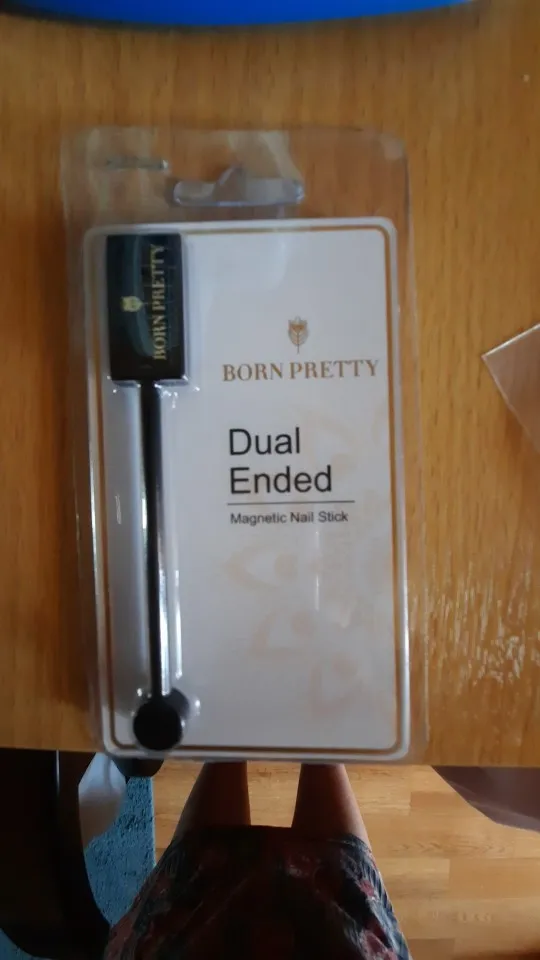 BORN PRETTY
BORN PRETTY
Dual
Ended
Magnetic Nail Stick